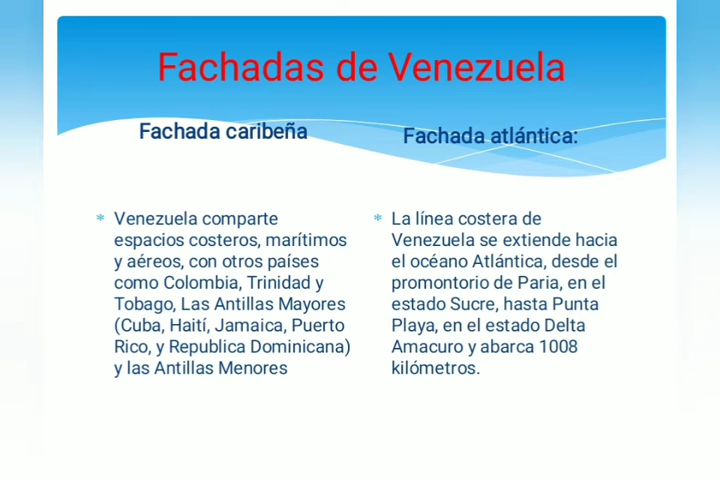 Fachadas de Venezuela
Fachada caribeña
Venezuela comparte
espacios costeros, marítimos
y aéreos, con otros países
como Colombia, Trinidad y
Tobago, Las Antillas Mayores
(Cuba, Haití, Jamaica, Puerto
Rico, y Republica Dominicana)
y las Antillas Menores
Fachada atlántica:
La línea costera de
Venezuela se extiende hacia
el océano Atlántica, desde el
promontorio de Paria, en el
estado Sucre, hasta Punta
Playa, en el estado Delta
Amacuro y abarca 1008
kilómetros.